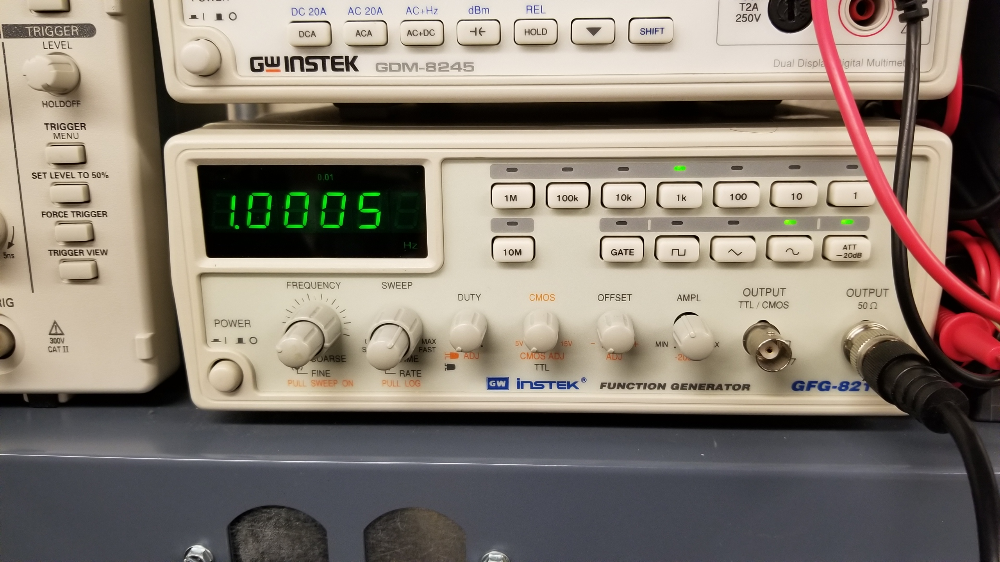 TRIGGER
LEVEL
HOLDOFF
TRIGGER
MENU
SET LEVEL TO 50%
FORCE TRIGGER
TRIGGER VIEW
5ns
300V
CAT II
DC 20A AC 20A AC+Hz dBm REL
DCA ACA AC+DC HOLD SHIFT
GW INSTEK GDM-8245
T2A
250V
Dual Display Digital
0.01
1.0005
Hz
1M 100k 10k 1k 100 10 1
10M GATE ATT
-20dB
POWER
FREQUENCY
FINE
PULL SWEEP ON
SWEEP
MAX
FAST
RATE
PULL LOG
DUTY
ADJ
CMOS
5V 15V
CMOS ADJ
TTL
OFFSET
- +
ADJ
AMPL
MIN
OUTPUT
TTL / CMOS
OUTPUT
50 Ω
GW INSTEK® FUNCTION GENERATOR